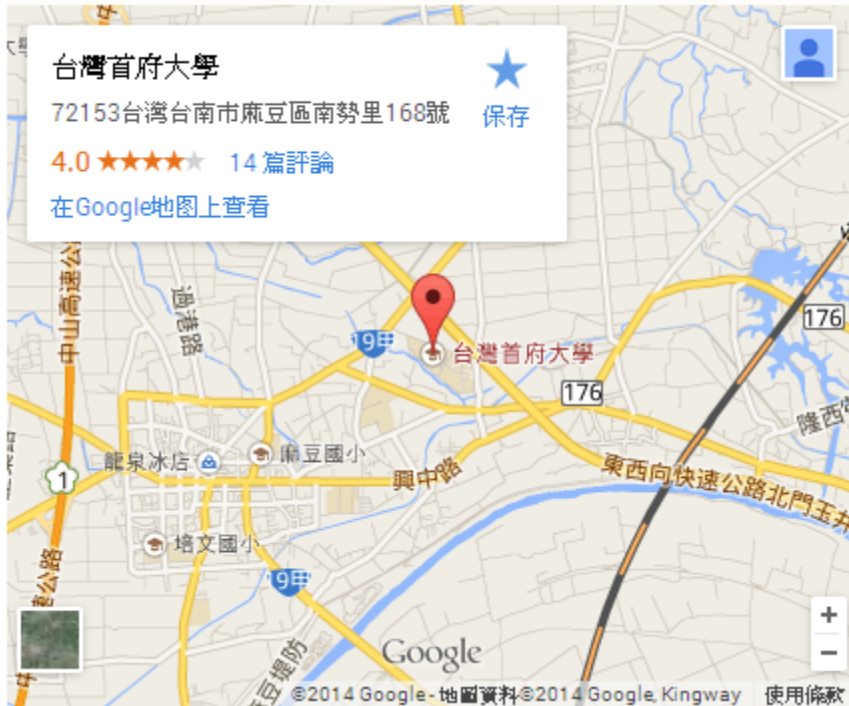 台灣首府大學
72153台灣台南市麻豆區南勢里168號
保存
4.0 14 篇評論
在Google地图上查看
中山高速公
過港路
19甲
台灣首府大學
176
176
隆西
龍泉冰店
麻豆國小
興中路
東西向快速公路北門玉井
1
培文國小
19甲
速公路
豆堤防
Google
+
−
©2014 Google - 地圖資料©2014 Google, Kingway
使用條款